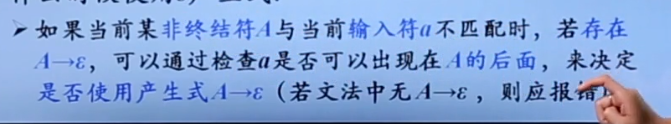 ➢如果当前某非终结符A与当前输入符a不匹配时,若存在
A→ε,可以通过检查a是否可以出现在A的后面,来决定
是否使用产生式A→ε(若文法中无A→ε,则应报错